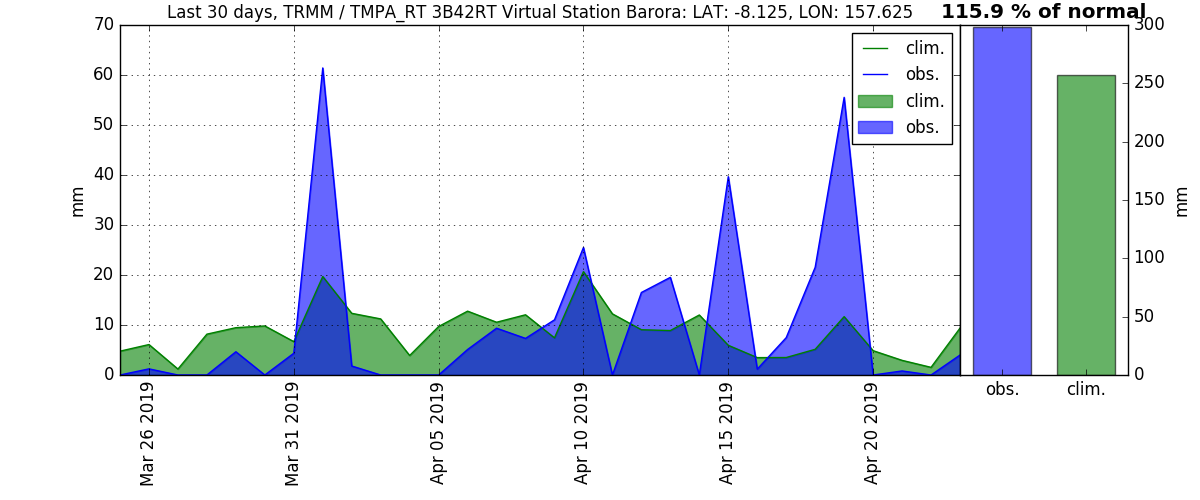 Last 30 days, TRMM / TMPA_RT 3B42RT Virtual Station Barora: LAT: -8.125, LON: 157.625
115.9 % of normal
70
60
50
40
30
20
10
0
mm
clim.
obs.
clim.
obs.
Mar 26 2019
Mar 31 2019
Apr 05 2019
Apr 10 2019
Apr 15 2019
Apr 20 2019
300
250
200
150
100
50
0
mm
obs.
clim.